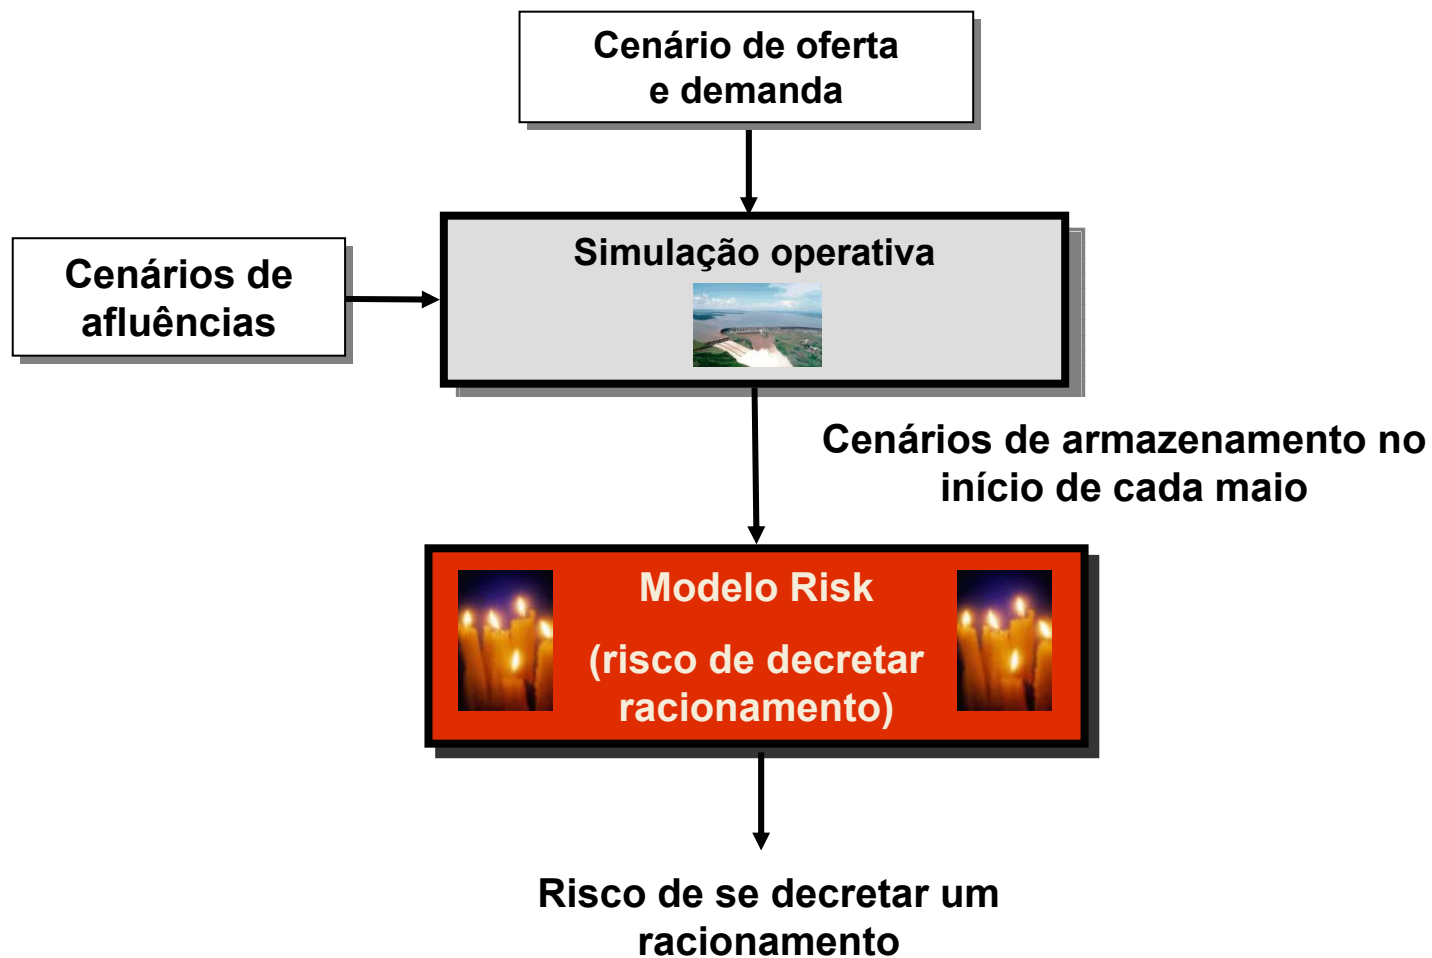 Cenário de oferta
e demanda
Simulação operativa
Cenários de
afluências
Cenários de armazenamento no
início de cada maio
Modelo Risk
(risco de decretar
racionamento)
Risco de se decretar um
racionamento